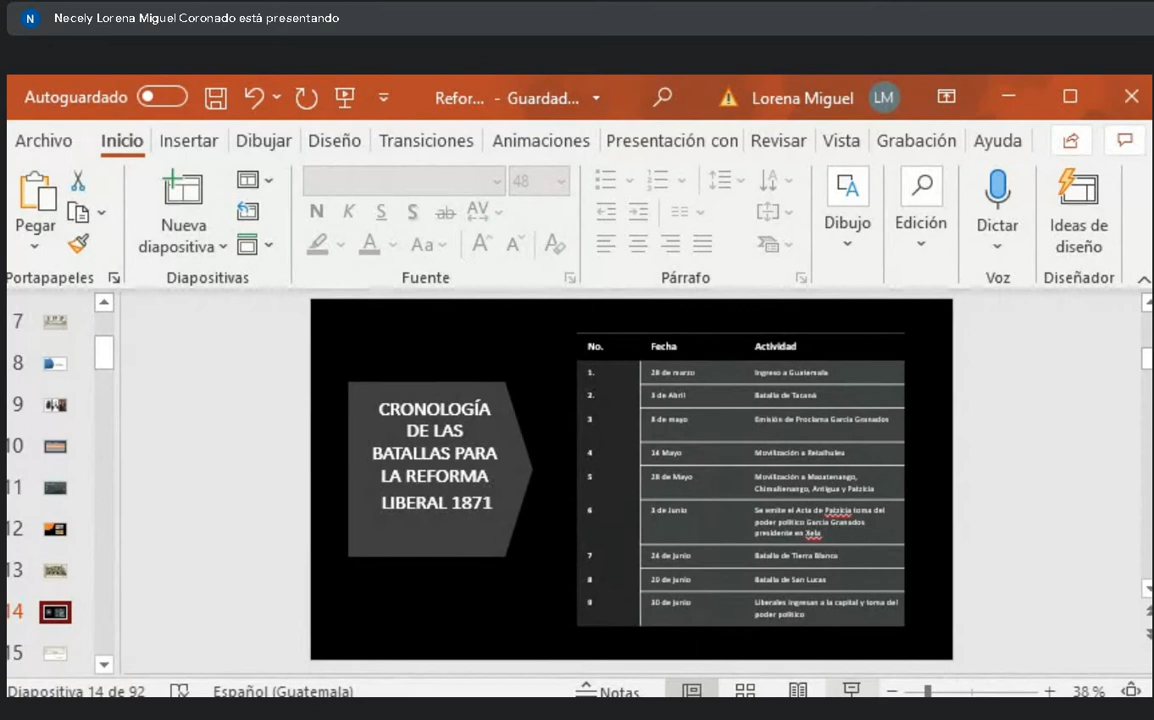 N Necely Lorena Miguel Coronado está presentando
Autoguardado Refor... - Guardad... Lorena Miguel LM
Archivo Inicio Insertar Dibujar Diseño Transiciones Animaciones Presentación con Revisar Vista Grabación Ayuda
48
Pegar Nueva diapositiva N K S S ab AV Aa A A Dibujo Edición Dictar Ideas de diseño
Portapapeles Diapositivas Fuente Párrafo Voz Diseñador
7
8
9
10
11
12
13
14
15
CRONOLOGÍA
DE LAS
BATALLAS PARA
LA REFORMA
LIBERAL 1871
No. Fecha Actividad
1. 28 de marzo Ingreso a Guatemala
2. 3 de Abril Batalla de Tacaná
3 8 de mayo Emisión de Proclama García Granados
4 14 Mayo Movilización a Retalhuleu
5 28 de Mayo Movilización a Mazatenango,
Chimaltenango, Antigua y Patzicía
6 3 de Junio Se emite el Acta de Patzicía toma del
poder político García Granados
presidente en Xela
7 24 de junio Batalla de Tierra Blanca
8 29 de junio Batalla de San Lucas
9 30 de junio Liberales ingresan a la capital y toma del
poder político
Diapositiva 14 de 92 Español (Guatemala) Notas 38 %